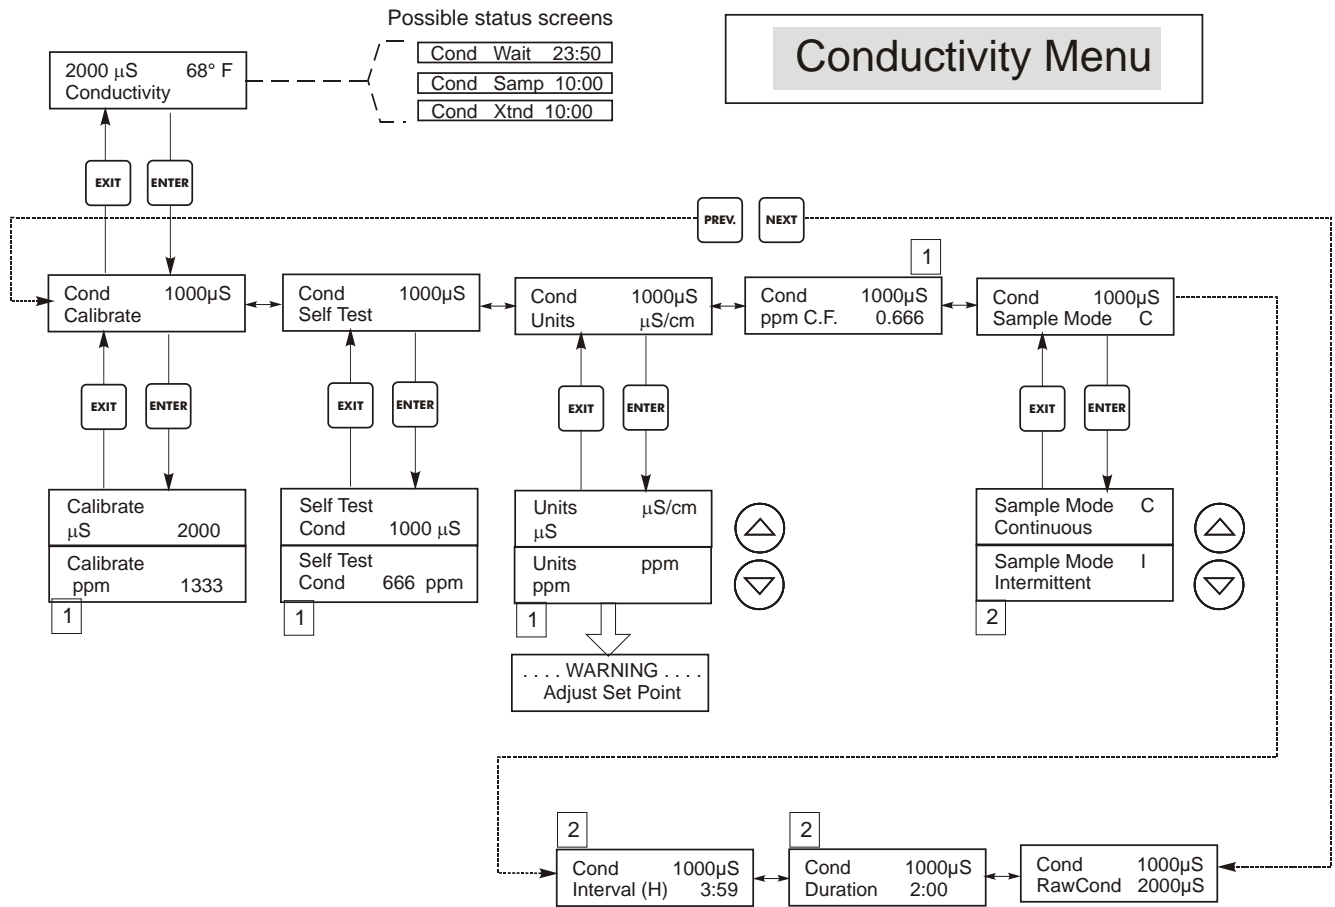 Possible status screens
Conductivity Menu
2000 μS 68° F
Conductivity
Cond Wait 23:50
Cond Samp 10:00
Cond Xtnd 10:00
EXIT
ENTER
PREV.
NEXT
1
Cond 1000μS
Calibrate
Cond 1000μS
Self Test
Cond 1000μS
Units μS/cm
Cond 1000μS
ppm C.F. 0.666
Cond 1000μS
Sample Mode C
EXIT
ENTER
EXIT
ENTER
EXIT
ENTER
EXIT
ENTER
Calibrate
μS 2000
Calibrate
ppm 1333
1
Self Test
Cond 1000 μS
Self Test
Cond 666 ppm
1
Units μS/cm
μS
Units ppm
ppm
1
Sample Mode C
Continuous
Sample Mode I
Intermittent
2
. . . . WARNING . . . .
Adjust Set Point
2
Cond 1000μS
Interval (H) 3:59
2
Cond 1000μS
Duration 2:00
Cond 1000μS
RawCond 2000μS